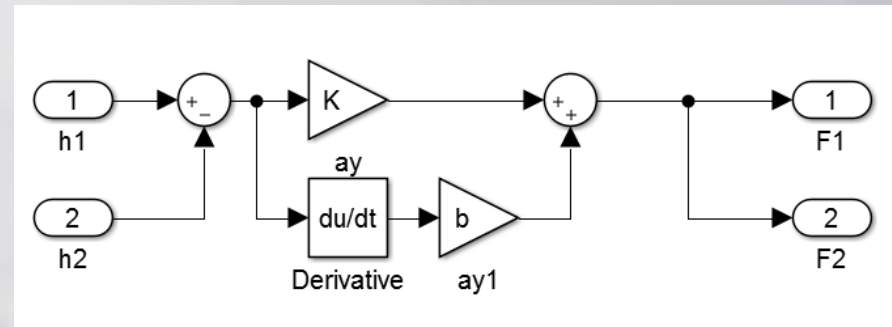 1
h1
+
−
K
ay
+
+
1
F1
2
h2
du/dt
Derivative
b
ay1
2
F2